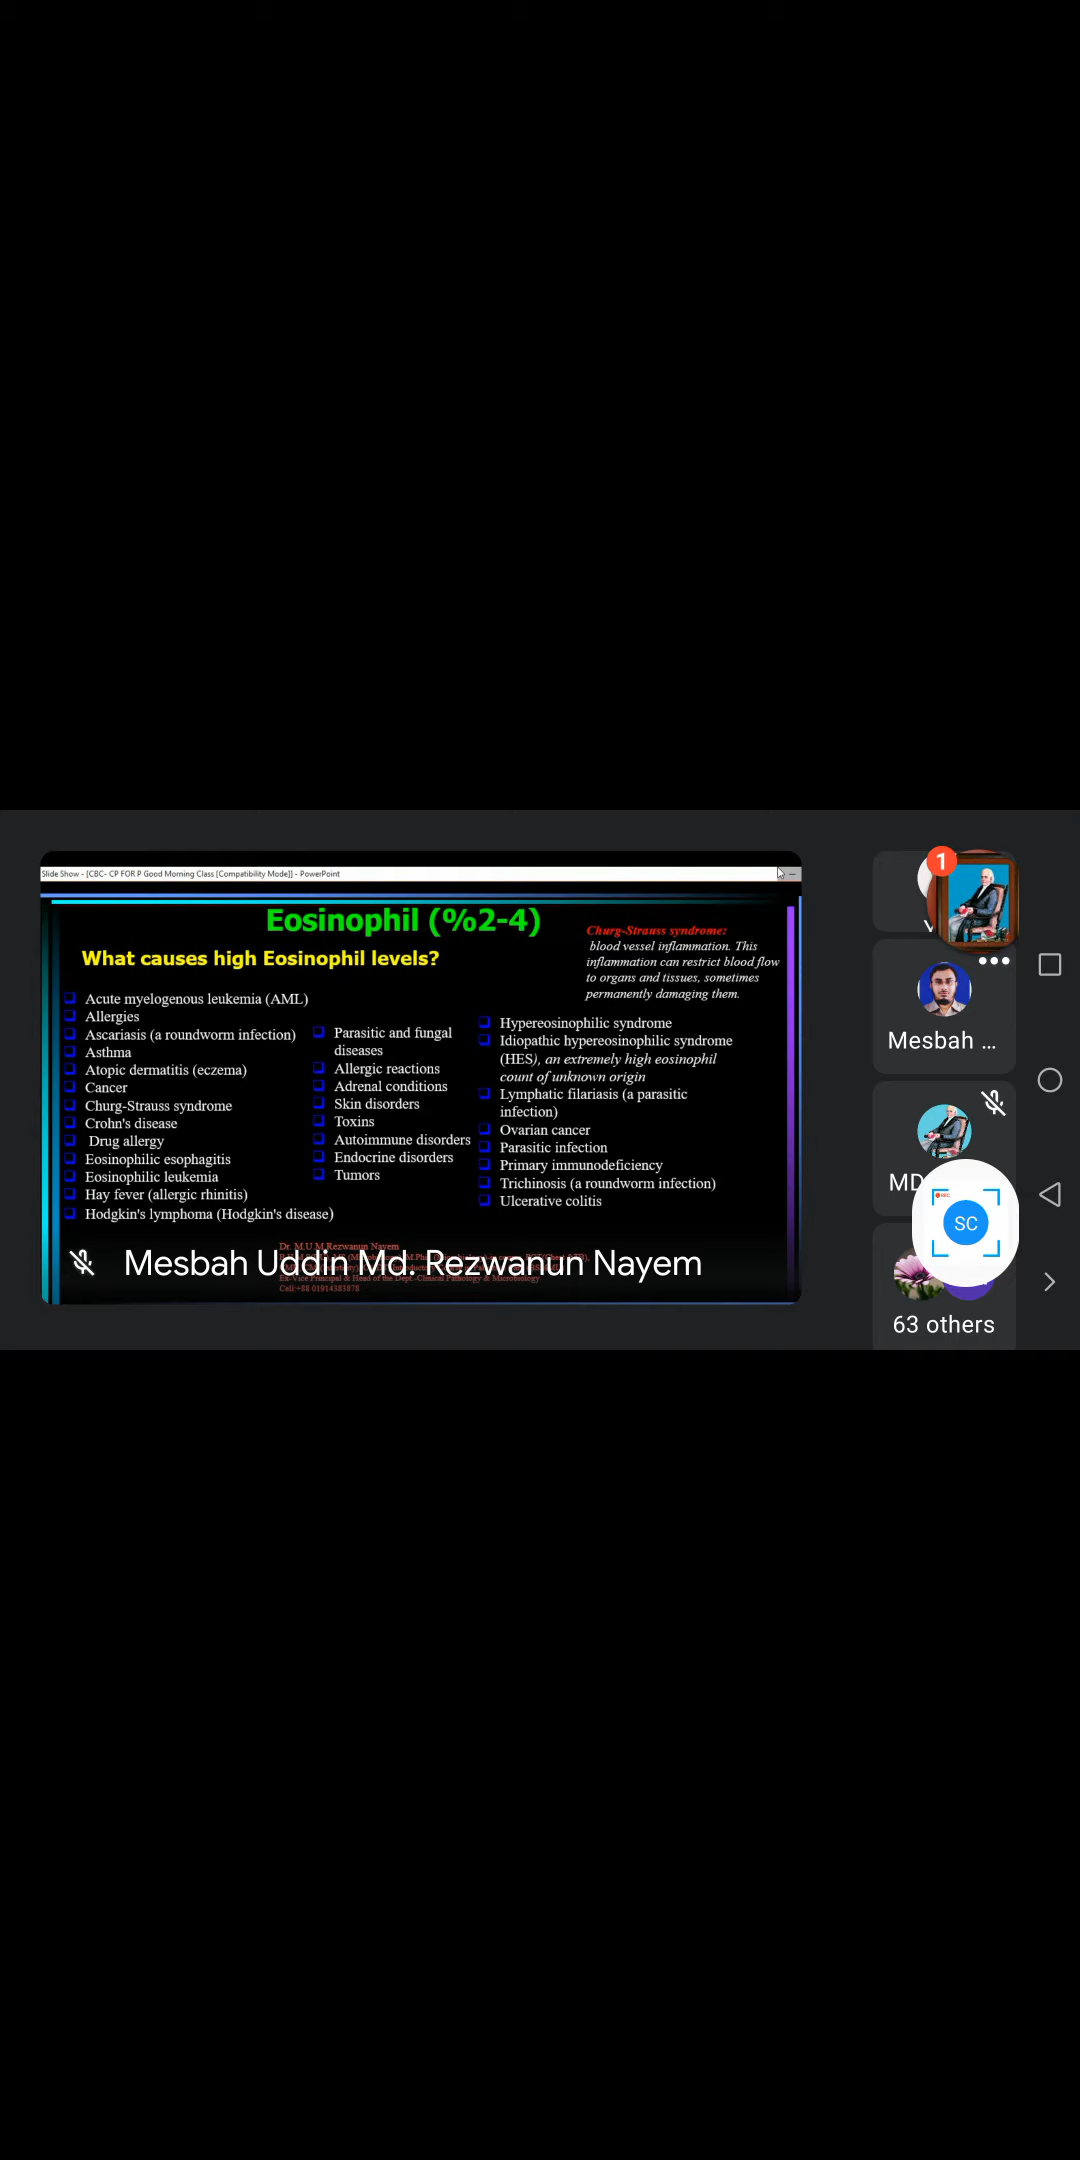 Slide Show - [CBC- CP FOR P Good Morning Class [Compatibility Mode]] - PowerPoint
Eosinophil (%2-4)
What causes high Eosinophil levels?
Churg-Strauss syndrome:
blood vessel inflammation. This
inflammation can restrict blood flow
to organs and tissues, sometimes
permanently damaging them.
Acute myelogenous leukemia (AML)
Allergies
Ascariasis (a roundworm infection)
Asthma
Atopic dermatitis (eczema)
Cancer
Churg-Strauss syndrome
Crohn's disease
Drug allergy
Eosinophilic esophagitis
Eosinophilic leukemia
Hay fever (allergic rhinitis)
Hodgkin's lymphoma (Hodgkin's disease)
Parasitic and fungal
diseases
Allergic reactions
Adrenal conditions
Skin disorders
Toxins
Autoimmune disorders
Endocrine disorders
Tumors
Hypereosinophilic syndrome
Idiopathic hypereosinophilic syndrome
(HES), an extremely high eosinophil
count of unknown origin
Lymphatic filariasis (a parasitic
infection)
Ovarian cancer
Parasitic infection
Primary immunodeficiency
Trichinosis (a roundworm infection)
Ulcerative colitis
Dr. M.U.M.Rezwanun Nayem
Ex-Vice Principal & Head of the Dept.-Clinical Pathology & Microbiology
Cell:+88 01914383878
Mesbah Uddin Md. Rezwanun Nayem
1
Mesbah ...
MD
REC
SC
63 others